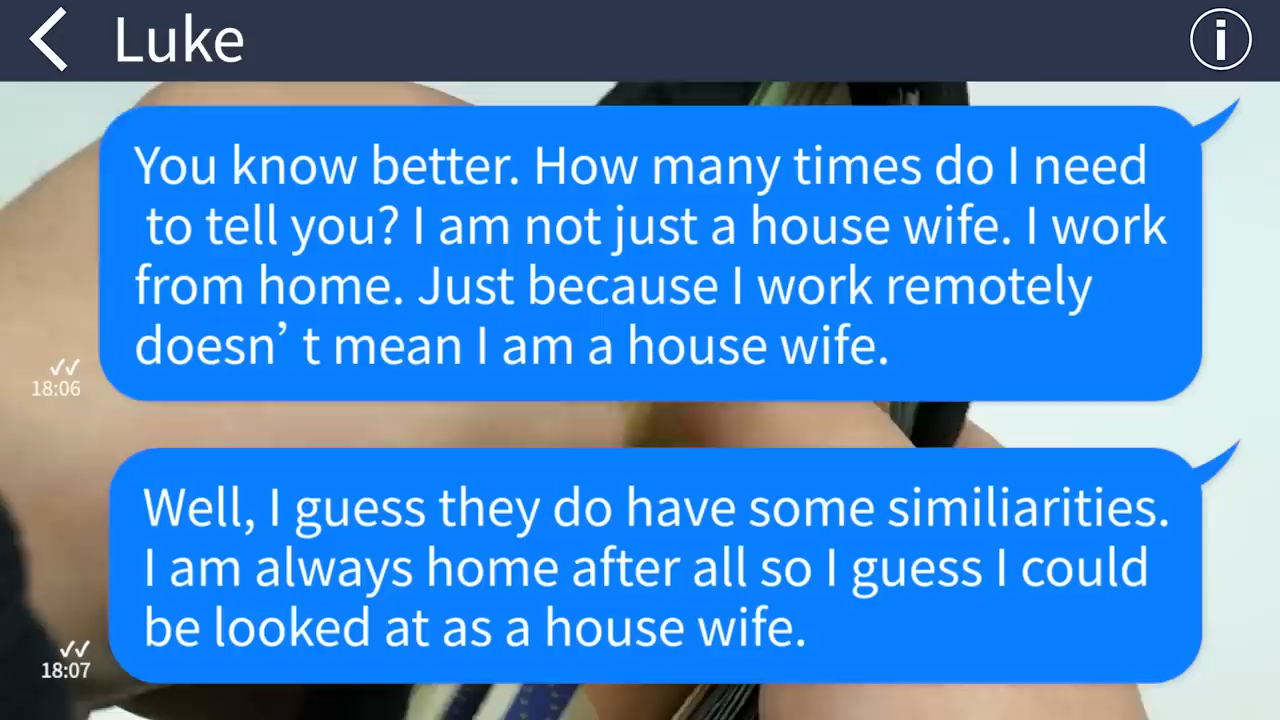 Luke
You know better. How many times do I need
to tell you? I am not just a house wife. I work
from home. Just because I work remotely
doesn’ t mean I am a house wife.
18:06
Well, I guess they do have some similiarities.
I am always home after all so I guess I could
be looked at as a house wife.
18:07